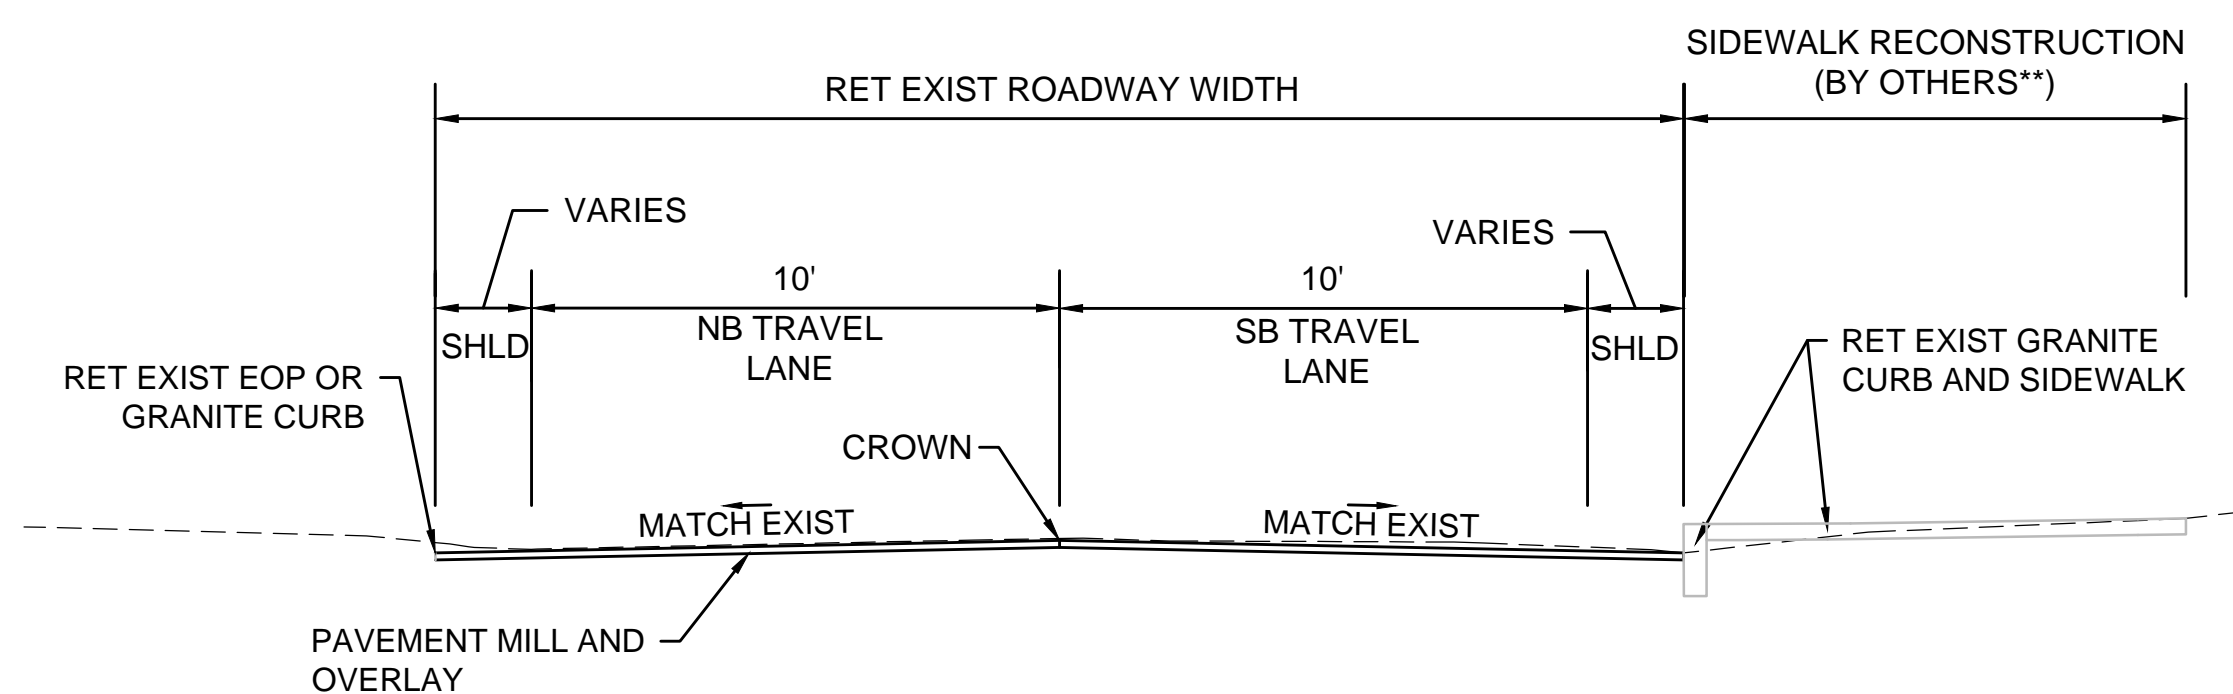 SIDEWALK RECONSTRUCTION
(BY OTHERS**)
RET EXIST ROADWAY WIDTH
VARIES
VARIES
10'
10'
NB TRAVEL
LANE
SB TRAVEL
LANE
SHLD
SHLD
RET EXIST GRANITE
CURB AND SIDEWALK
RET EXIST EOP OR
GRANITE CURB
CROWN
MATCH EXIST
MATCH EXIST
PAVEMENT MILL AND
OVERLAY